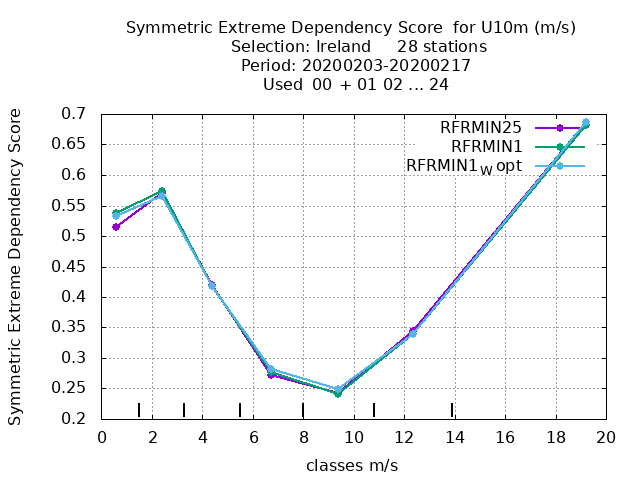 Symmetric Extreme Dependency Score for U10m (m/s)
Selection: Ireland 28 stations
Period: 20200203-20200217
Used 00 + 01 02 ... 24
Symmetric Extreme Dependency Score
0.7
0.65
0.6
0.55
0.5
0.45
0.4
0.35
0.3
0.25
0.2
RFRMIN25
RFRMIN1
RFRMIN1W opt
0 2 4 6 8 10 12 14 16 18 20
classes m/s